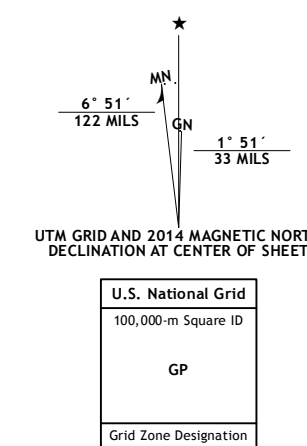 ★
MN
GN
6° 51´
122 MILS
1° 51´
33 MILS
UTM GRID AND 2014 MAGNETIC NORT
DECLINATION AT CENTER OF SHEET
U.S. National Grid
100,000-m Square ID
GP
Grid Zone Designation